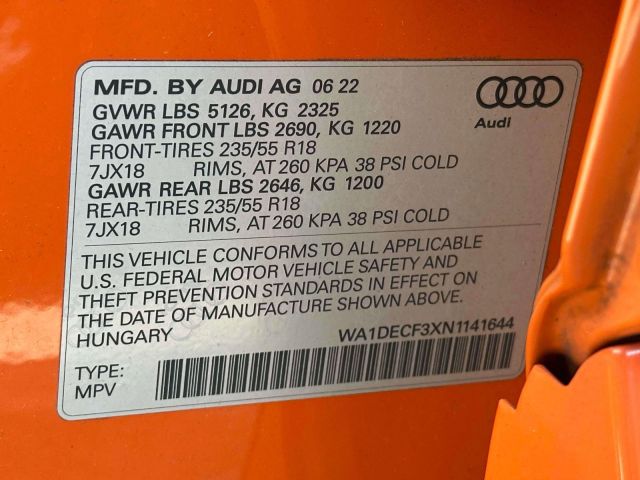 MFD. BY AUDI AG 06 22
GVWR LBS 5126, KG 2325
GAWR FRONT LBS 2690, KG 1220
FRONT-TIRES 235/55 R18
7JX18 RIMS, AT 260 KPA 38 PSI COLD
GAWR REAR LBS 2646, KG 1200
REAR-TIRES 235/55 R18
7JX18 RIMS, AT 260 KPA 38 PSI COLD
Audi
THIS VEHICLE CONFORMS TO ALL APPLICABLE
U.S. FEDERAL MOTOR VEHICLE SAFETY AND
THEFT PREVENTION STANDARDS IN EFFECT ON
THE DATE OF MANUFACTURE SHOWN ABOVE.
HUNGARY WA1DECF3XN1141644
TYPE:
MPV